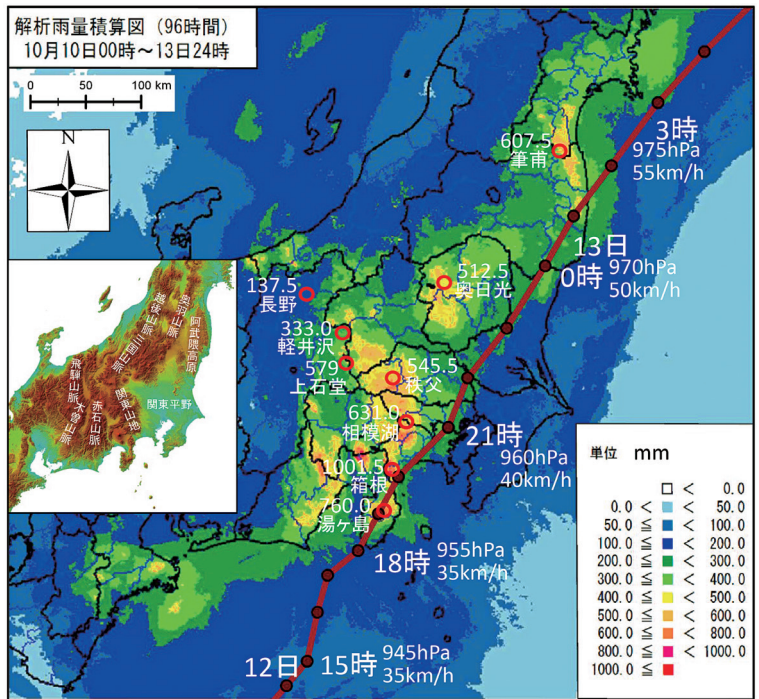 解析雨量積算図（96時間）
10月10日00時～13日24時
0 50 100 km
N
607.5
筆甫
3時
975hPa
55km/h
13日
0時
970hPa
50km/h
512.5
奥日光
137.5
長野
333.0
軽井沢
579
上石堂
545.5
秩父
631.0
相模湖
21時
960hPa
40km/h
1001.5
箱根
760.0
湯ヶ島
18時
955hPa
35km/h
12日
15時
945hPa
35km/h
奥羽山脈
越後山脈
阿武隈高原
三国山脈
飛騨山脈
木曽山脈
赤石山脈
関東山地
関東平野
単位 mm
< 0.0
0.0 < < 50.0
50.0 ≦ < 100.0
100.0 ≦ < 200.0
200.0 ≦ < 300.0
300.0 ≦ < 400.0
400.0 ≦ < 500.0
500.0 ≦ < 600.0
600.0 ≦ < 800.0
800.0 ≦ < 1000.0
1000.0 ≦